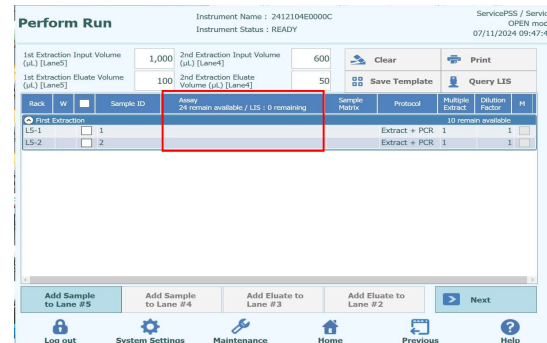 Perform Run
Instrument Name : 2412104E0000C
Instrument Status : READY
ServicePSS / Servic
OPEN mod
07/11/2024 09:47:4
1st Extraction Input Volume (µL) [Lane5]
1,000
2nd Extraction Input Volume (µL) [Lane4]
600
Clear
Print
1st Extraction Eluate Volume (µL) [Lane5]
100
2nd Extraction Eluate Volume (µL) [Lane4]
50
Save Template
Query LIS
Rack W Sample ID Assay 24 remain available / LIS : 0 remaining Sample Matrix Protocol Multiple Extract Dilution Factor M
First Extraction 10 remain available
L5-1 1 Extract + PCR 1 1
L5-2 2 Extract + PCR 1 1
Add Sample to Lane #5
Add Sample to Lane #4
Add Eluate to Lane #3
Add Eluate to Lane #2
Next
Log out
System Settings
Maintenance
Home
Previous
Help